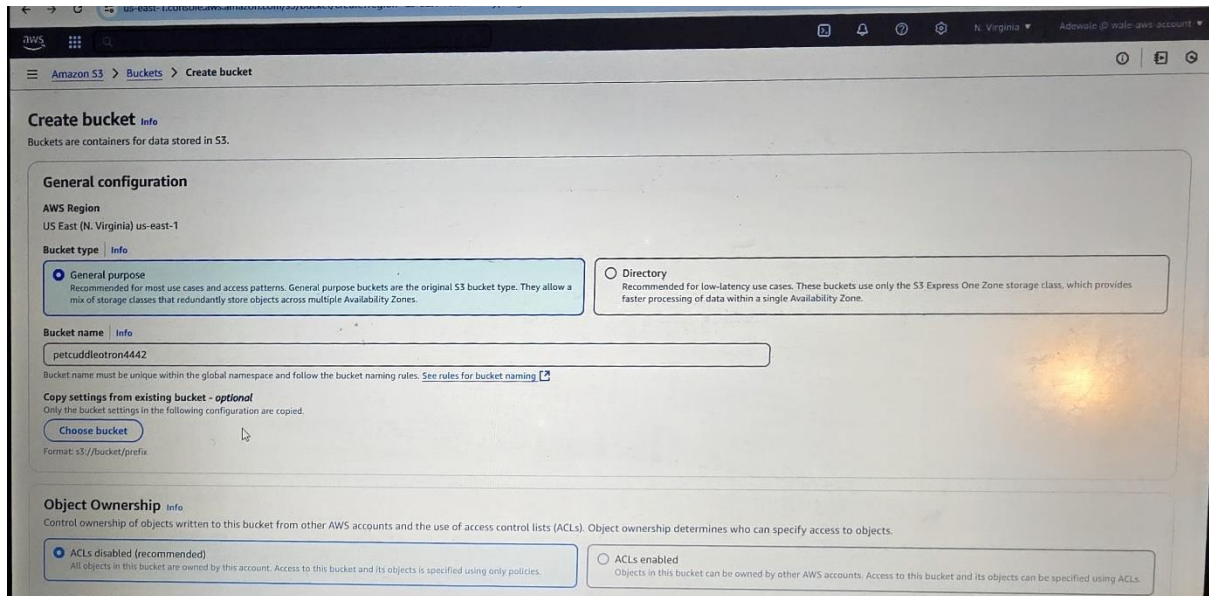 aws
N. Virginia
Adewale @ wale-aws-account
Amazon S3 > Buckets > Create bucket
Create bucket Info
Buckets are containers for data stored in S3.
General configuration
AWS Region
US East (N. Virginia) us-east-1
Bucket type Info
General purpose
Recommended for most use cases and access patterns. General purpose buckets are the original S3 bucket type. They allow a
mix of storage classes that redundantly store objects across multiple Availability Zones.
Directory
Recommended for low-latency use cases. These buckets use only the S3 Express One Zone storage class, which provides
faster processing of data within a single Availability Zone.
Bucket name Info
petcuddleotron4442
Bucket name must be unique within the global namespace and follow the bucket naming rules. See rules for bucket naming
Copy settings from existing bucket - optional
Only the bucket settings in the following configuration are copied.
Choose bucket
Format: s3://bucket/prefix
Object Ownership Info
Control ownership of objects written to this bucket from other AWS accounts and the use of access control lists (ACLs). Object ownership determines who can specify access to objects.
ACLs disabled (recommended)
All objects in this bucket are owned by this account. Access to this bucket and its objects is specified using only policies.
ACLs enabled
Objects in this bucket can be owned by other AWS accounts. Access to this bucket and its objects can be specified using ACLs.